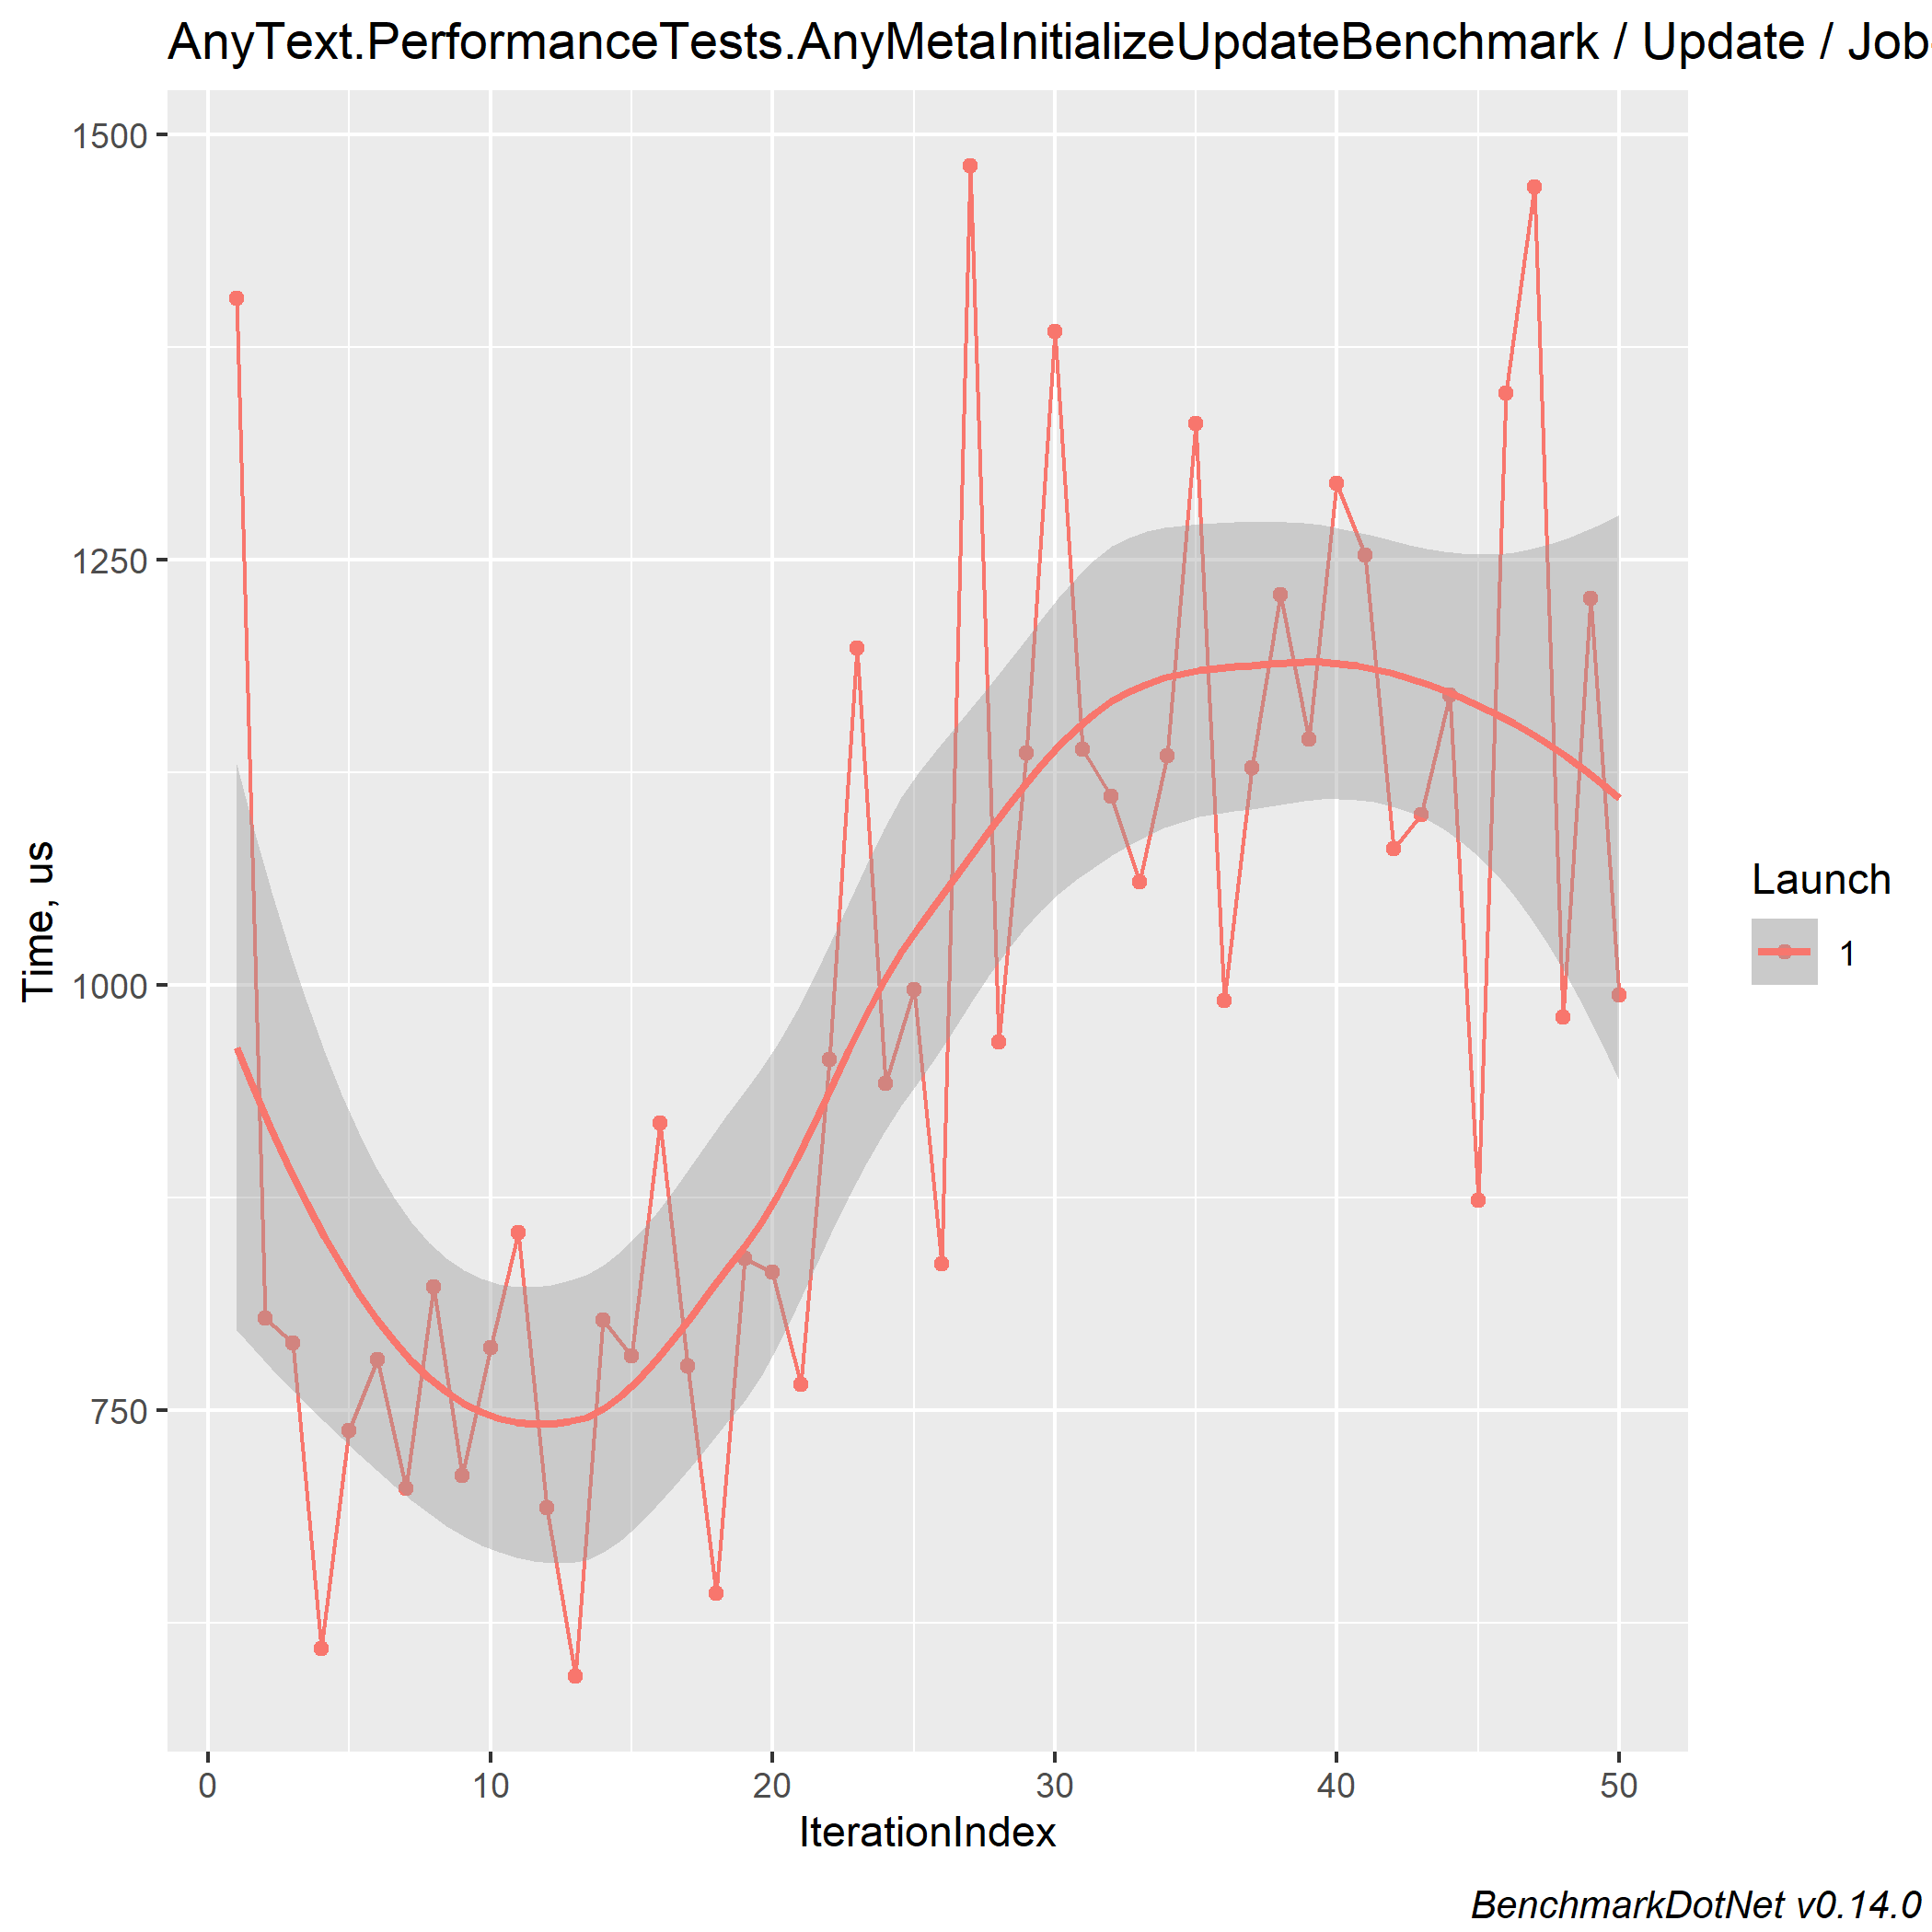 AnyText.PerformanceTests.AnyMetaInitializeUpdateBenchmark / Update / Job
1500
1250
1000
750
Time, us
0 10 20 30 40 50
IterationIndex
Launch
1
BenchmarkDotNet v0.14.0